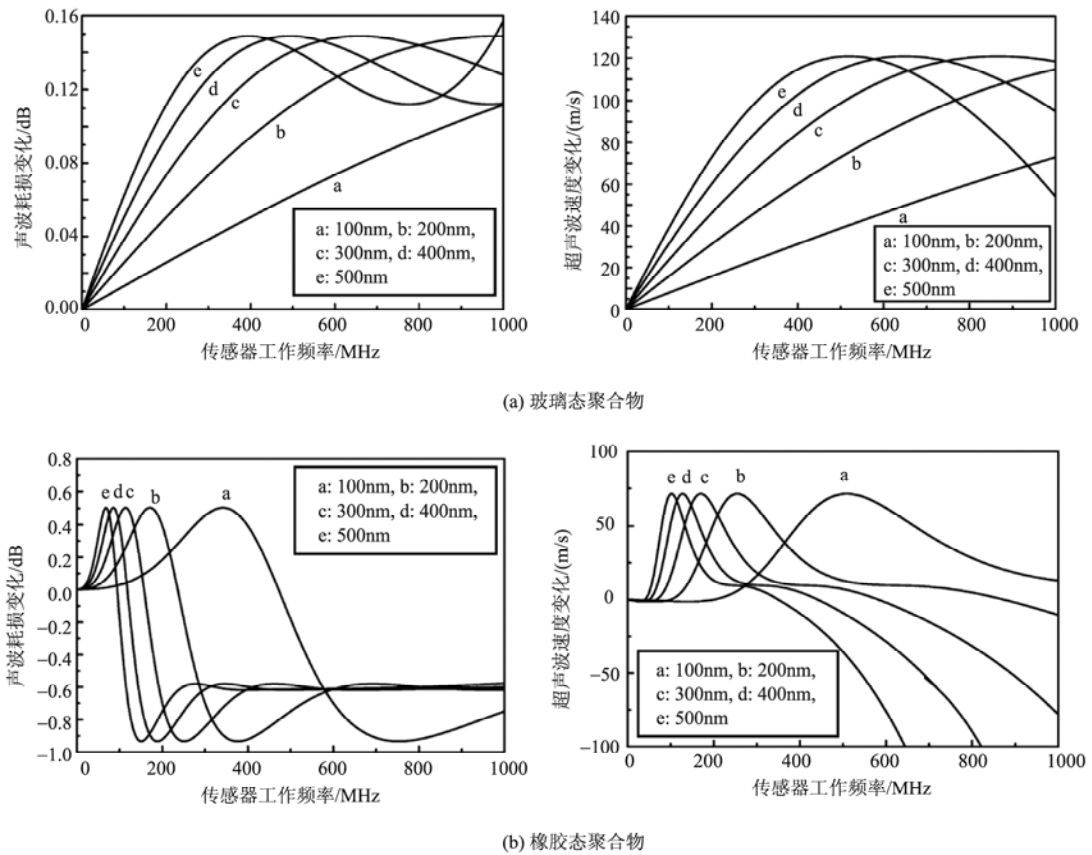 声波耗损变化/dB
0.16
0.12
0.08
0.04
0.00
e
d
c
b
a
a: 100nm, b: 200nm,
c: 300nm, d: 400nm,
e: 500nm
0 200 400 600 800 1000
传感器工作频率/MHz
超声波速度变化/(m/s)
140
120
100
80
60
40
20
0
e
d
c
b
a
a: 100nm, b: 200nm,
c: 300nm, d: 400nm,
e: 500nm
0 200 400 600 800 1000
传感器工作频率/MHz
(a) 玻璃态聚合物
声波耗损变化/dB
0.8
0.6
0.4
0.2
0.0
−0.2
−0.4
−0.6
−0.8
−1.0
e d c b a
a: 100nm, b: 200nm,
c: 300nm, d: 400nm,
e: 500nm
0 200 400 600 800 1000
传感器工作频率/MHz
超声波速度变化/(m/s)
100
50
0
−50
−100
e d c b a
a: 100nm, b: 200nm,
c: 300nm, d: 400nm,
e: 500nm
0 200 400 600 800 1000
传感器工作频率/MHz
(b) 橡胶态聚合物